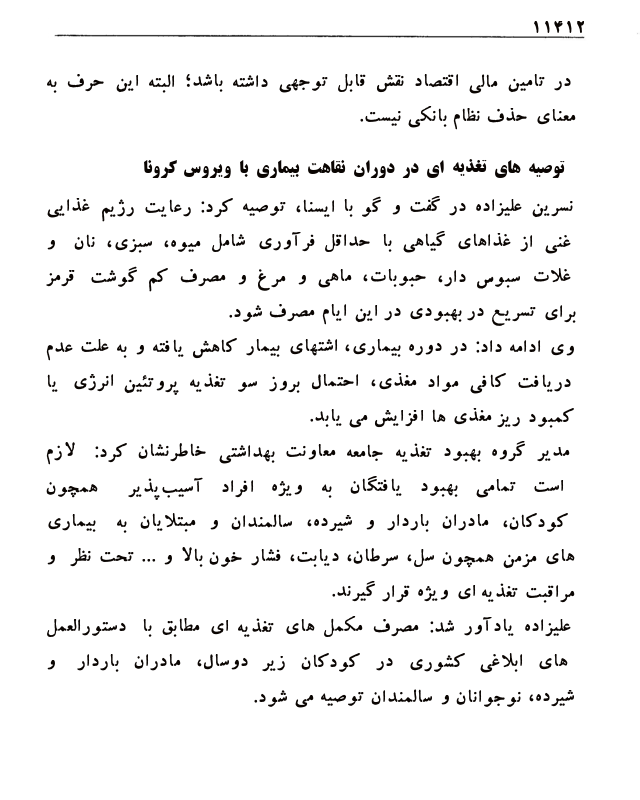 ۱۱۴۱۲
در تامین مالی اقتصاد نقش قابل توجهی داشته باشد؛ البته این حرف به
معنای حذف نظام بانکی نیست.
توصیه های تغذیه ای در دوران نقاهت بیماری با ویروس کرونا
نسرین علیزاده در گفت و گو با ایسنا، توصیه کرد: رعایت رژیم غذایی
غنی از غذاهای گیاهی با حداقل فرآوری شامل میوه، سبزی، نان و
غلات سبوس دار، حبوبات، ماهی و مرغ و مصرف کم گوشت قرمز
برای تسریع در بهبودی در این ایام مصرف شود.
وی ادامه داد: در دوره بیماری، اشتهای بیمار کاهش یافته و به علت عدم
دریافت کافی مواد مغذی، احتمال بروز سو تغذیه پروتئین انرژی یا
کمبود ریز مغذی ها افزایش می یابد.
مدیر گروه بهبود تغذیه جامعه معاونت بهداشتی خاطرنشان کرد: لازم
است تمامی بهبود یافتگان به ویژه افراد آسیب‌پذیر همچون
کودکان، مادران باردار و شیرده، سالمندان و مبتلایان به بیماری
های مزمن همچون سل، سرطان، دیابت، فشار خون بالا و ... تحت نظر و
مراقبت تغذیه ای ویژه قرار گیرند.
علیزاده یادآور شد: مصرف مکمل های تغذیه ای مطابق با دستورالعمل
های ابلاغی کشوری در کودکان زیر دوسال، مادران باردار و
شیرده، نوجوانان و سالمندان توصیه می شود.